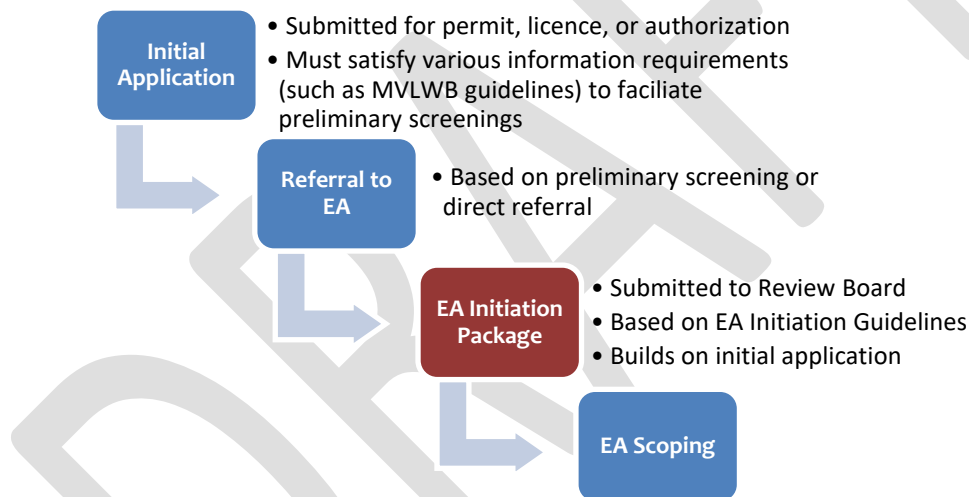 Initial
Application
• Submitted for permit, licence, or authorization
• Must satisfy various information requirements
(such as MVLWB guidelines) to faciliate
preliminary screenings
Referral to
EA
• Based on preliminary screening or
direct referral
EA Initiation
Package
• Submitted to Review Board
• Based on EA Initiation Guidelines
• Builds on initial application
EA Scoping
DRAFT